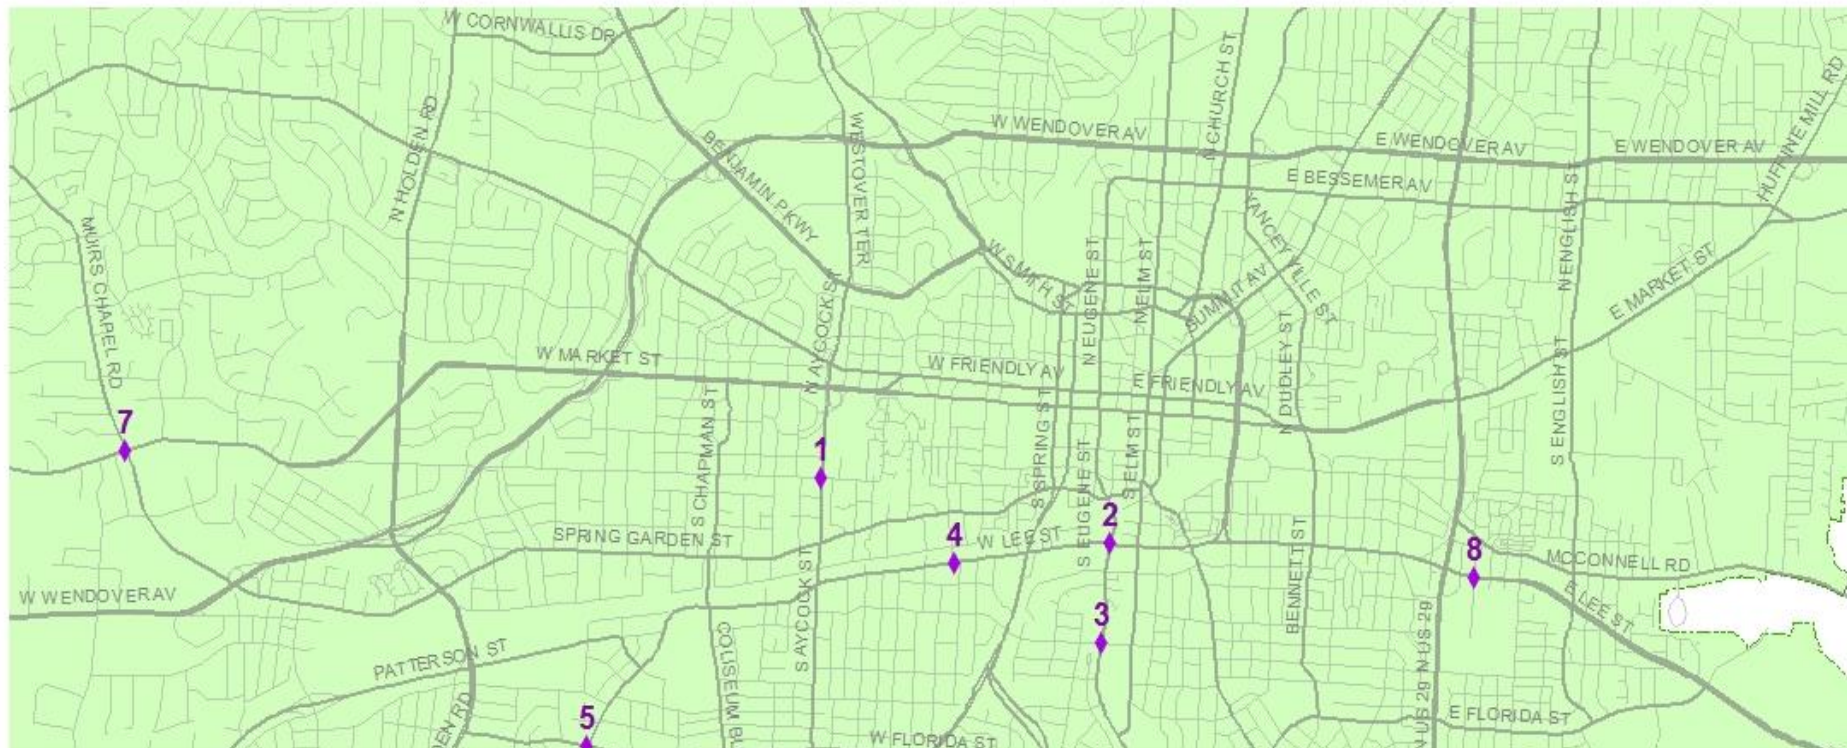 W CORNWALLIS DR
N HOLDEN RD
BENJAMIN PKWY
WESTOVER TER
W WENDOVER AV
N CHURCH ST
E WENDOVER AV
E WENDOVER AV
HUFFINE MILL RD
E BESSEMER AV
YANCEYVILLE ST
N ENGLISH ST
MUIRS CHAPEL RD
W SMITH ST
N EUGENE ST
N ELM ST
SUMMIT AV
E MARKET ST
N AYCOCK ST
W MARKET ST
W FRIENDLY AV
E FRIENDLY AV
N DUDLEY ST
S ENGLISH ST
7
1
S CHAPMAN ST
S SPRING ST
S EUGENE ST
S ELM ST
2
4
W LEE ST
SPRING GARDEN ST
BENNETT ST
8
MCCONNELL RD
E LEE ST
W WENDOVER AV
S AYCOCK ST
3
PATTERSON ST
COLISEUM
N US 29 N US 29
5
DEN RD
W FLORIDA ST
E FLORIDA ST